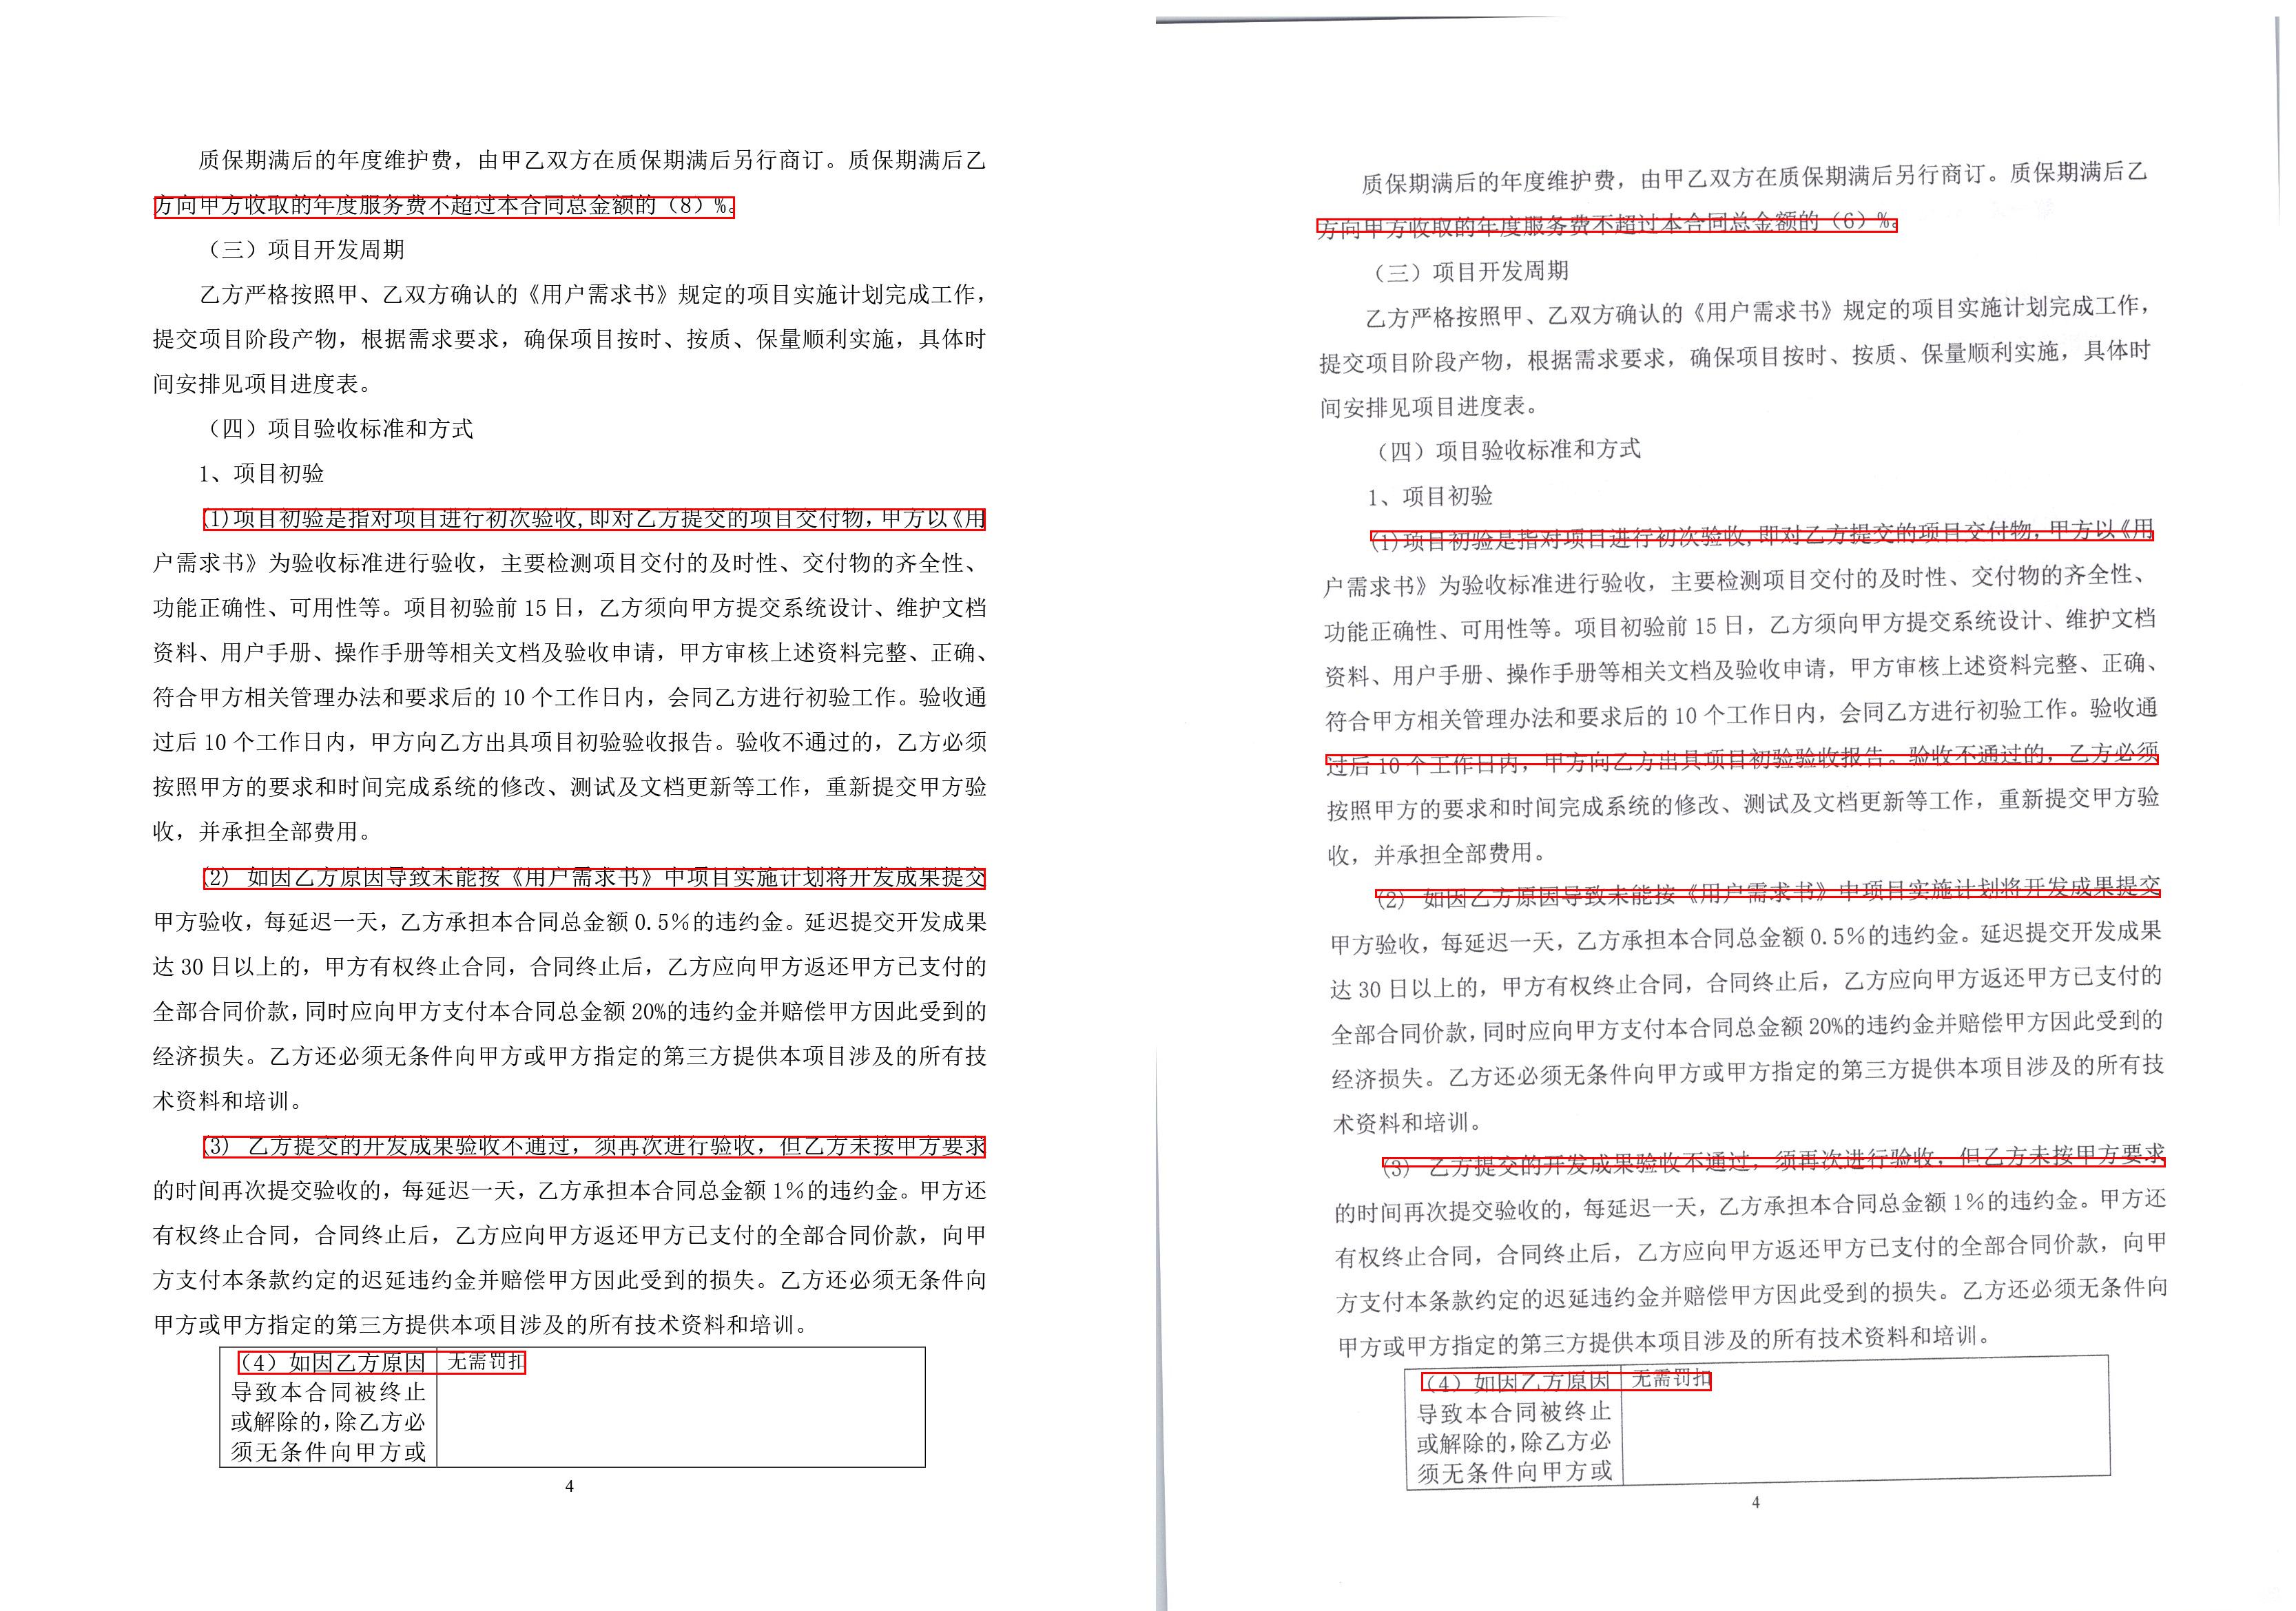 质保期满后的年度维护费，由甲乙双方在质保期满后另行商订。质保期满后乙
方向甲方收取的年度服务费不超过本合同总金额的（8）%。
（三）项目开发周期
乙方严格按照甲、乙双方确认的《用户需求书》规定的项目实施计划完成工作，
提交项目阶段产物，根据需求要求，确保项目按时、按质、保量顺利实施，具体时
间安排见项目进度表。
（四）项目验收标准和方式
1、项目初验
(1)项目初验是指对项目进行初次验收,即对乙方提交的项目交付物，甲方以《用
户需求书》为验收标准进行验收，主要检测项目交付的及时性、交付物的齐全性、
功能正确性、可用性等。项目初验前 15 日，乙方须向甲方提交系统设计、维护文档
资料、用户手册、操作手册等相关文档及验收申请，甲方审核上述资料完整、正确、
符合甲方相关管理办法和要求后的 10 个工作日内，会同乙方进行初验工作。验收通
过后 10 个工作日内，甲方向乙方出具项目初验验收报告。验收不通过的，乙方必须
按照甲方的要求和时间完成系统的修改、测试及文档更新等工作，重新提交甲方验
收，并承担全部费用。
(2) 如因乙方原因导致未能按《用户需求书》中项目实施计划将开发成果提交
甲方验收，每延迟一天，乙方承担本合同总金额 0.5％的违约金。延迟提交开发成果
达 30 日以上的，甲方有权终止合同，合同终止后，乙方应向甲方返还甲方已支付的
全部合同价款，同时应向甲方支付本合同总金额 20%的违约金并赔偿甲方因此受到的
经济损失。乙方还必须无条件向甲方或甲方指定的第三方提供本项目涉及的所有技
术资料和培训。
(3) 乙方提交的开发成果验收不通过，须再次进行验收，但乙方未按甲方要求
的时间再次提交验收的，每延迟一天，乙方承担本合同总金额 1％的违约金。甲方还
有权终止合同，合同终止后，乙方应向甲方返还甲方已支付的全部合同价款，向甲
方支付本条款约定的迟延违约金并赔偿甲方因此受到的损失。乙方还必须无条件向
甲方或甲方指定的第三方提供本项目涉及的所有技术资料和培训。
（4）如因乙方原因 无需罚扣
导致本合同被终止
或解除的，除乙方必
须无条件向甲方或
4
质保期满后的年度维护费，由甲乙双方在质保期满后另行商订。质保期满后乙
方向甲方收取的年度服务费不超过本合同总金额的（6）%。
（三）项目开发周期
乙方严格按照甲、乙双方确认的《用户需求书》规定的项目实施计划完成工作，
提交项目阶段产物，根据需求要求，确保项目按时、按质、保量顺利实施，具体时
间安排见项目进度表。
（四）项目验收标准和方式
1、项目初验
(1)项目初验是指对项目进行初次验收,即对乙方提交的项目交付物，甲方以《用
户需求书》为验收标准进行验收，主要检测项目交付的及时性、交付物的齐全性、
功能正确性、可用性等。项目初验前 15 日，乙方须向甲方提交系统设计、维护文档
资料、用户手册、操作手册等相关文档及验收申请，甲方审核上述资料完整、正确、
符合甲方相关管理办法和要求后的 10 个工作日内，会同乙方进行初验工作。验收通
过后 10 个工作日内，甲方向乙方出具项目初验验收报告。验收不通过的，乙方必须
按照甲方的要求和时间完成系统的修改、测试及文档更新等工作，重新提交甲方验
收，并承担全部费用。
(2) 如因乙方原因导致未能按《用户需求书》中项目实施计划将开发成果提交
甲方验收，每延迟一天，乙方承担本合同总金额 0.5％的违约金。延迟提交开发成果
达 30 日以上的，甲方有权终止合同，合同终止后，乙方应向甲方返还甲方已支付的
全部合同价款，同时应向甲方支付本合同总金额 20%的违约金并赔偿甲方因此受到的
经济损失。乙方还必须无条件向甲方或甲方指定的第三方提供本项目涉及的所有技
术资料和培训。
(3) 乙方提交的开发成果验收不通过，须再次进行验收，但乙方未按甲方要求
的时间再次提交验收的，每延迟一天，乙方承担本合同总金额 1％的违约金。甲方还
有权终止合同，合同终止后，乙方应向甲方返还甲方已支付的全部合同价款，向甲
方支付本条款约定的迟延违约金并赔偿甲方因此受到的损失。乙方还必须无条件向
甲方或甲方指定的第三方提供本项目涉及的所有技术资料和培训。
（4）如因乙方原因 无需罚扣
导致本合同被终止
或解除的，除乙方必
须无条件向甲方或
4